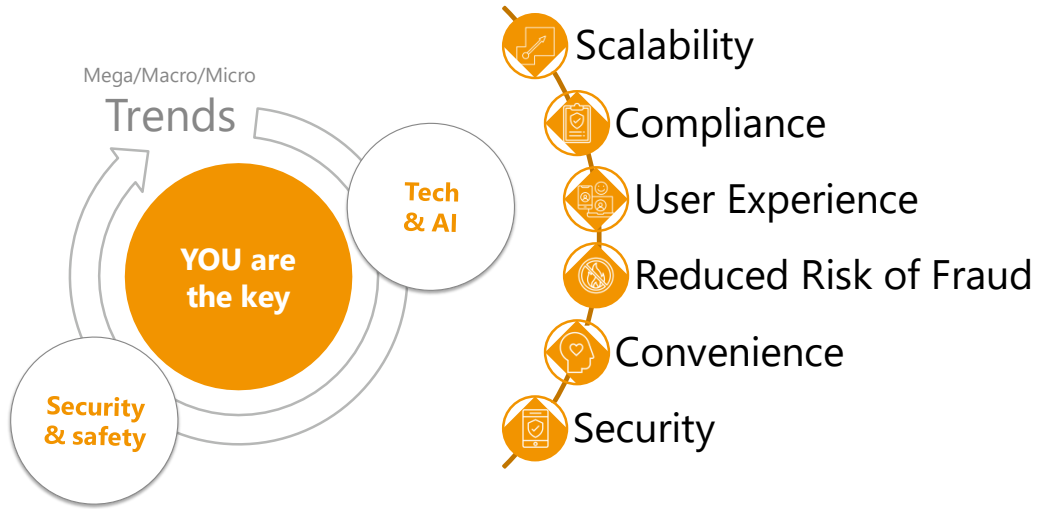 Mega/Macro/Micro
Trends
YOU are
the key
Tech
& AI
Security
& safety
Scalability
Compliance
User Experience
Reduced Risk of Fraud
Convenience
Security